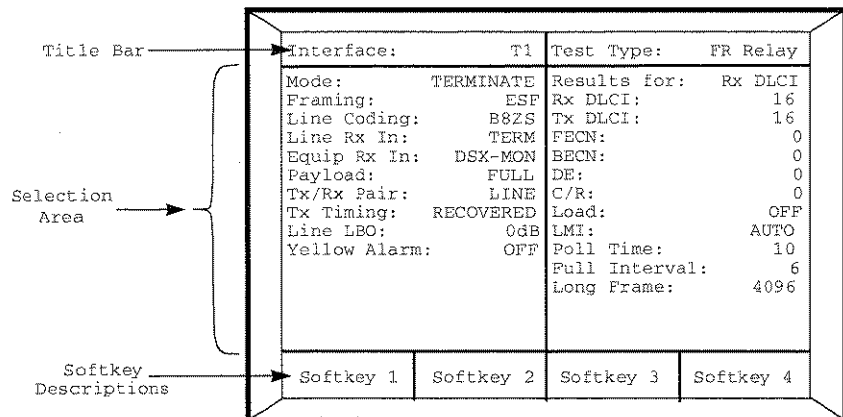 Title Bar
Interface: T1 Test Type: FR Relay
Mode: TERMINATE Results for: Rx DLCI
Framing: ESF Rx DLCI: 16
Line Coding: B8ZS Tx DLCI: 16
Line Rx In: TERM FECN: 0
Equip Rx In: DSX-MON BECN: 0
Payload: FULL DE: 0
Selection Area
Tx/Rx Pair: LINE C/R: 0
Tx Timing: RECOVERED Load: OFF
Line LBO: 0dB LMI: AUTO
Yellow Alarm: OFF Poll Time: 10
Full Interval: 6
Long Frame: 4096
Softkey Descriptions
Softkey 1 Softkey 2 Softkey 3 Softkey 4